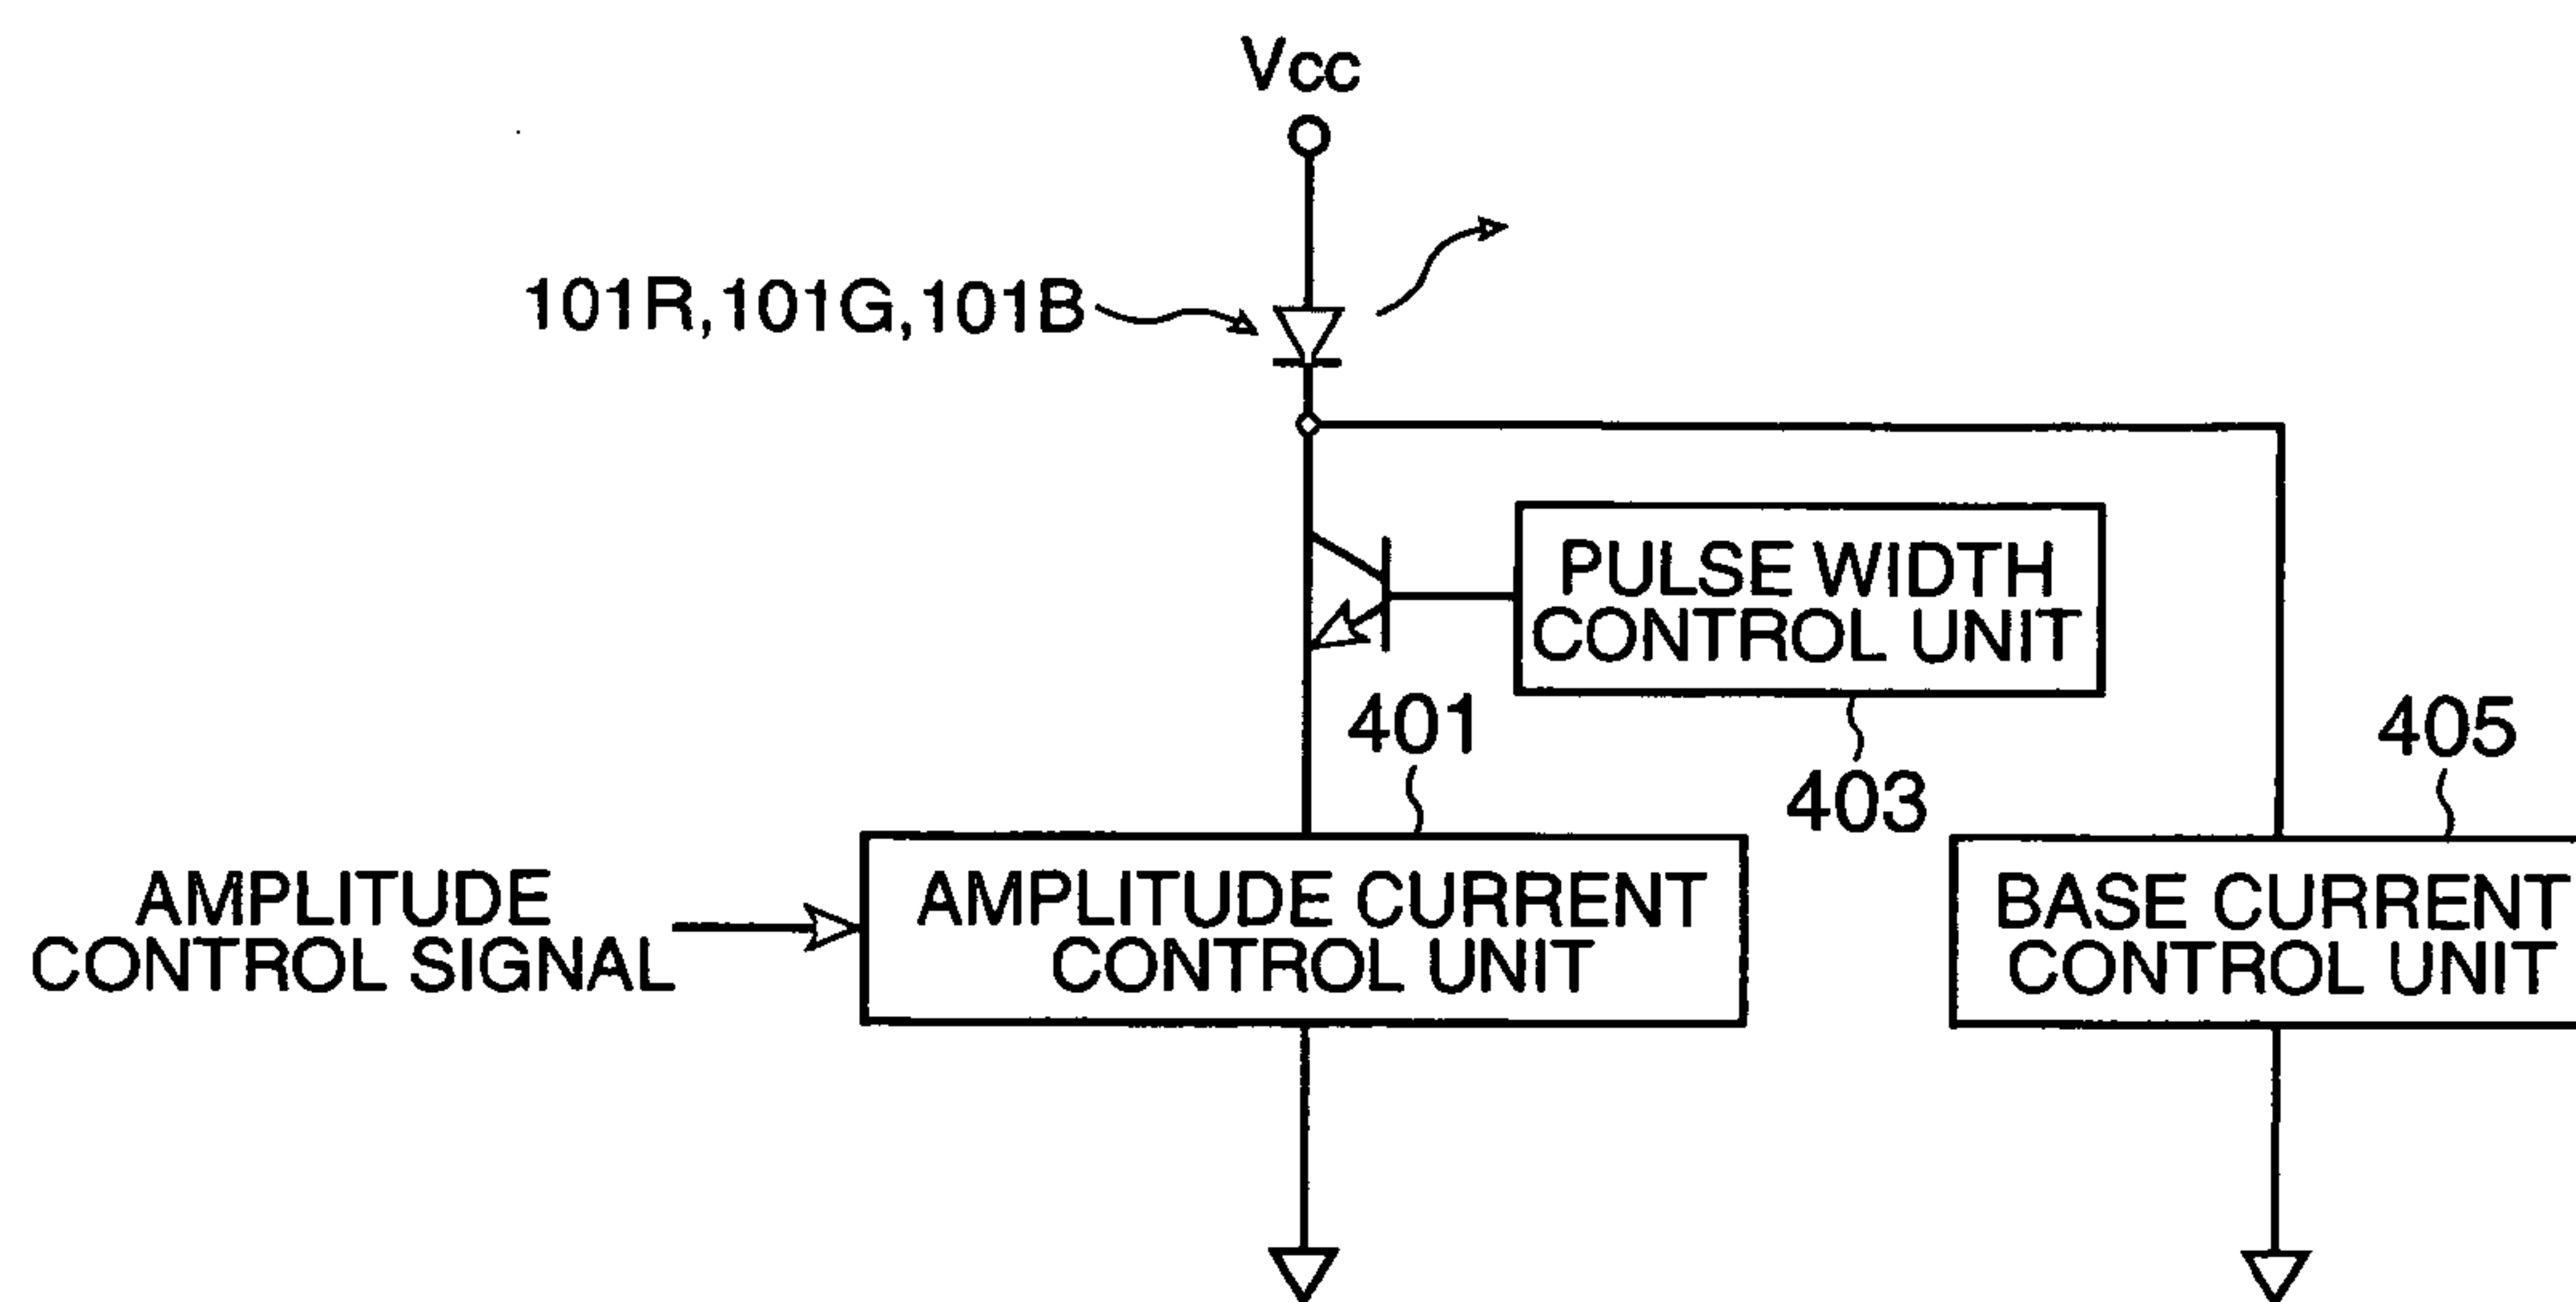 Vcc
101R,101G,101B
PULSE WIDTH
CONTROL UNIT
401
403
405
AMPLITUDE
CONTROL SIGNAL
AMPLITUDE CURRENT
CONTROL UNIT
BASE CURRENT
CONTROL UNIT